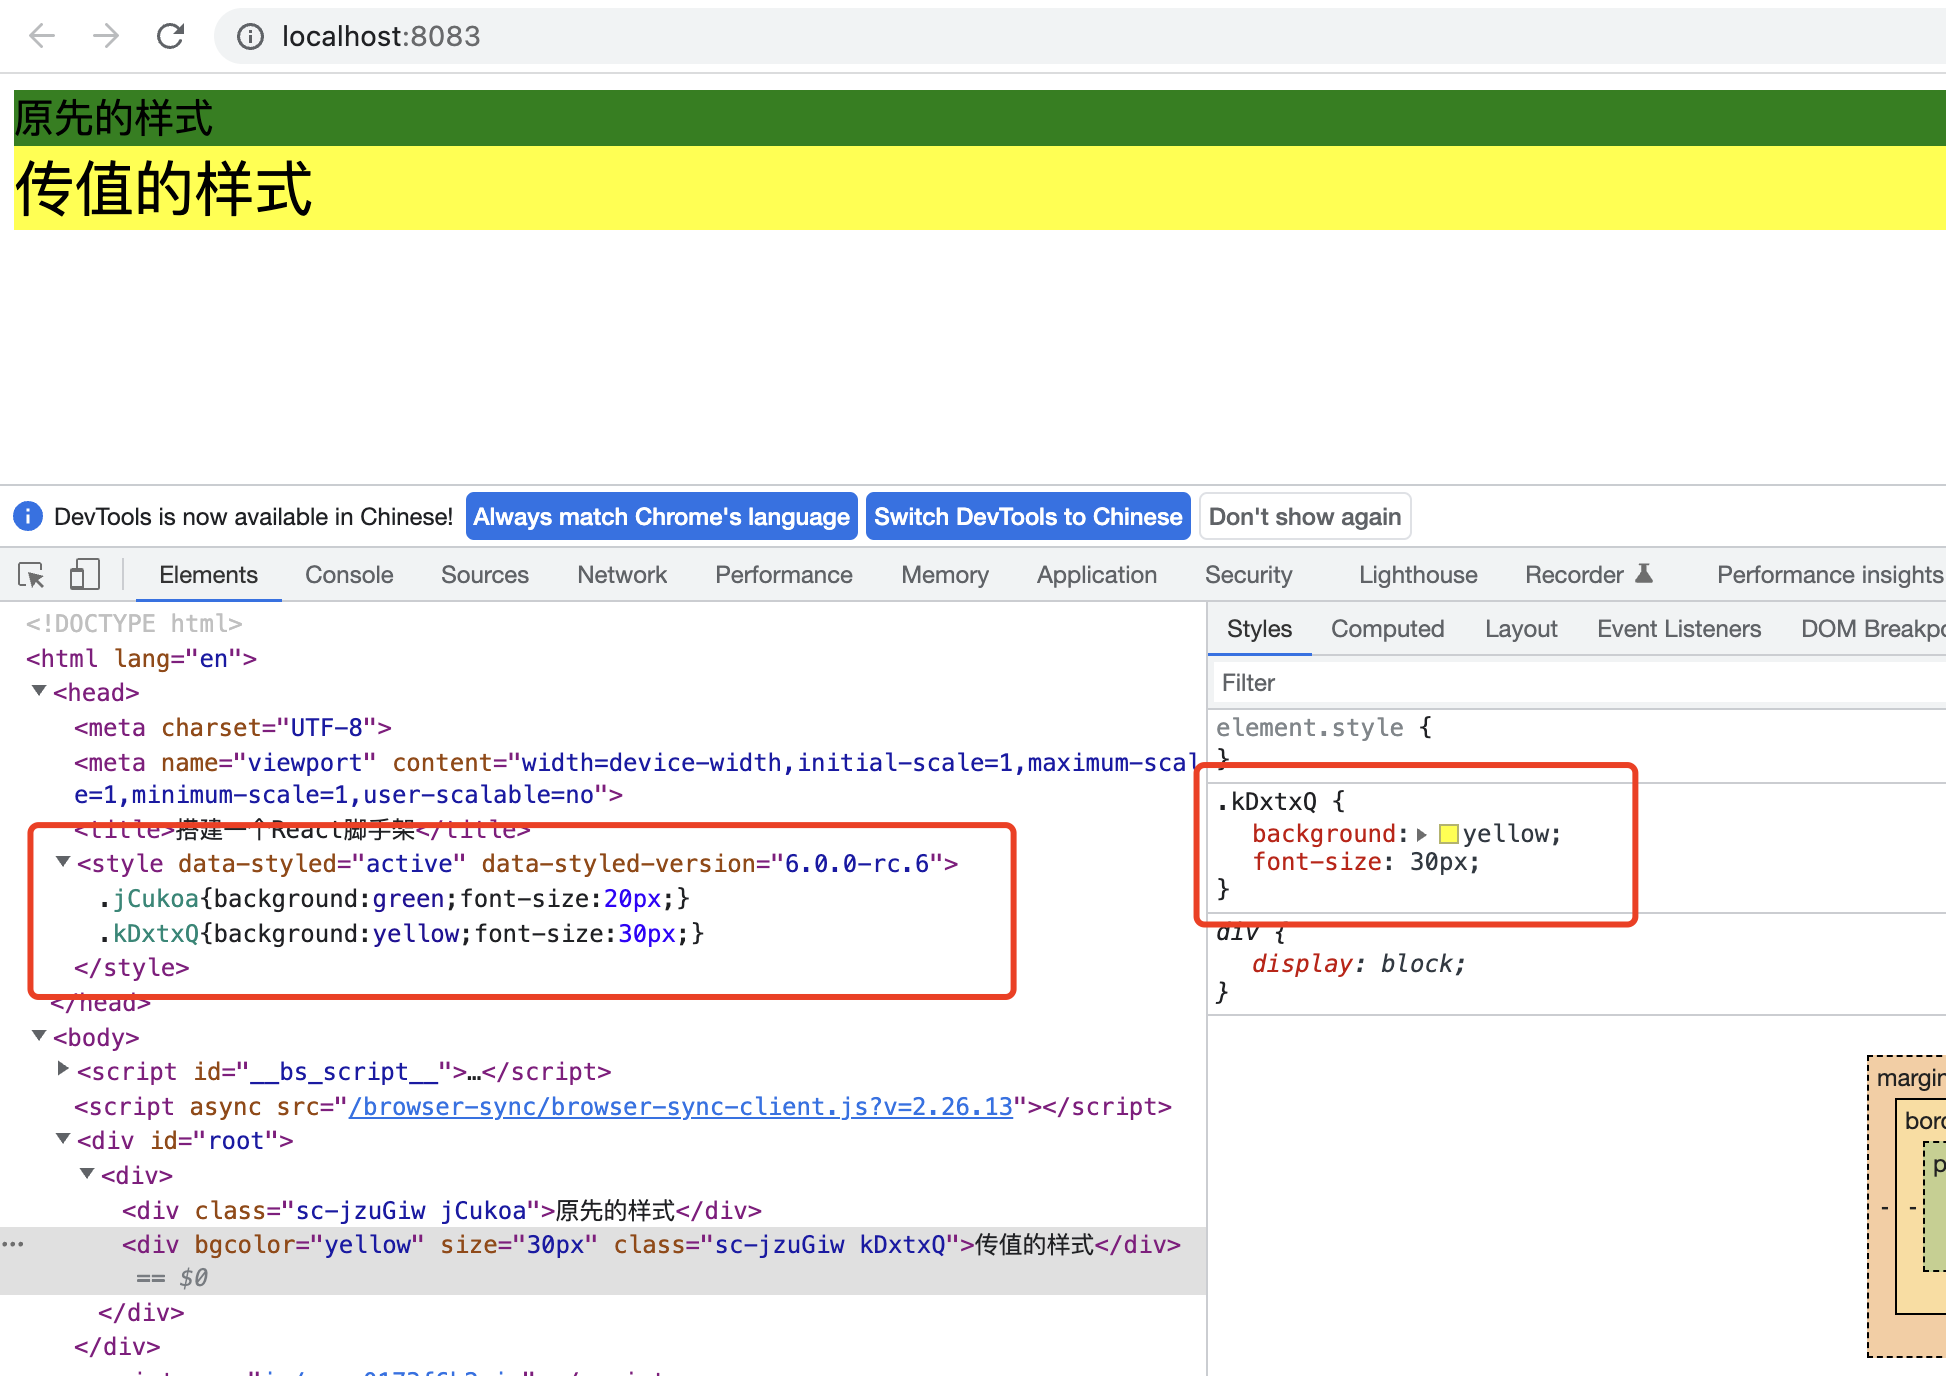 localhost:8083
原先的样式
传值的样式
DevTools is now available in Chinese! Always match Chrome's language Switch DevTools to Chinese Don't show again
Elements Console Sources Network Performance Memory Application Security Lighthouse Recorder Performance insights
<!DOCTYPE html>
<html lang="en">
<head>
<meta charset="UTF-8">
<meta name="viewport" content="width=device-width,initial-scale=1,maximum-scal
e=1,minimum-scale=1,user-scalable=no">
<title>搭建一个React脚手架</title>
<style data-styled="active" data-styled-version="6.0.0-rc.6">
.jCukoa{background:green;font-size:20px;}
.kDxtxQ{background:yellow;font-size:30px;}
</style>
</head>
<body>
<script id="__bs_script__">…</script>
<script async src="/browser-sync/browser-sync-client.js?v=2.26.13"></script>
<div id="root">
<div>
<div class="sc-jzuGiw jCukoa">原先的样式</div>
<div bgcolor="yellow" size="30px" class="sc-jzuGiw kDxtxQ">传值的样式</div>
== $0
</div>
</div>
Styles Computed Layout Event Listeners DOM Breakpo
Filter
element.style {
}
.kDxtxQ {
background: yellow;
font-size: 30px;
}
div {
display: block;
}
margin
bord
p
- -